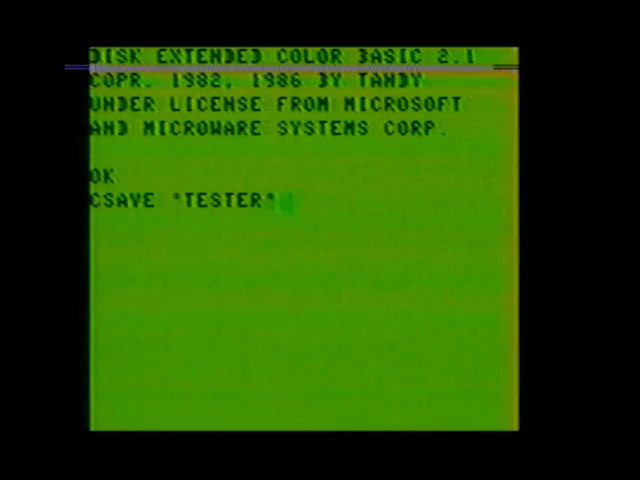 DISK EXTENDED COLOR BASIC 2.1
COPR. 1982, 1986 BY TANDY
UNDER LICENSE FROM MICROSOFT
AND MICROWARE SYSTEMS CORP.
OK
CSAVE "TESTER"